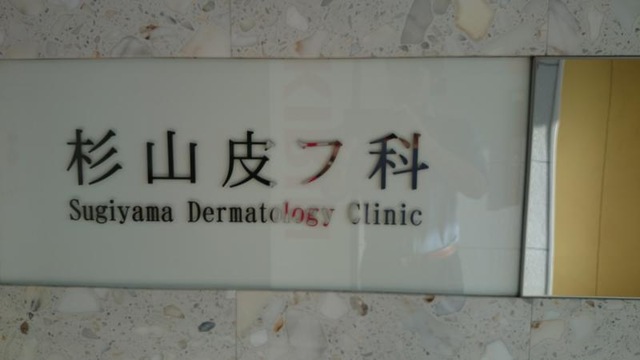 杉山皮フ科
Sugiyama Dermatology Clinic